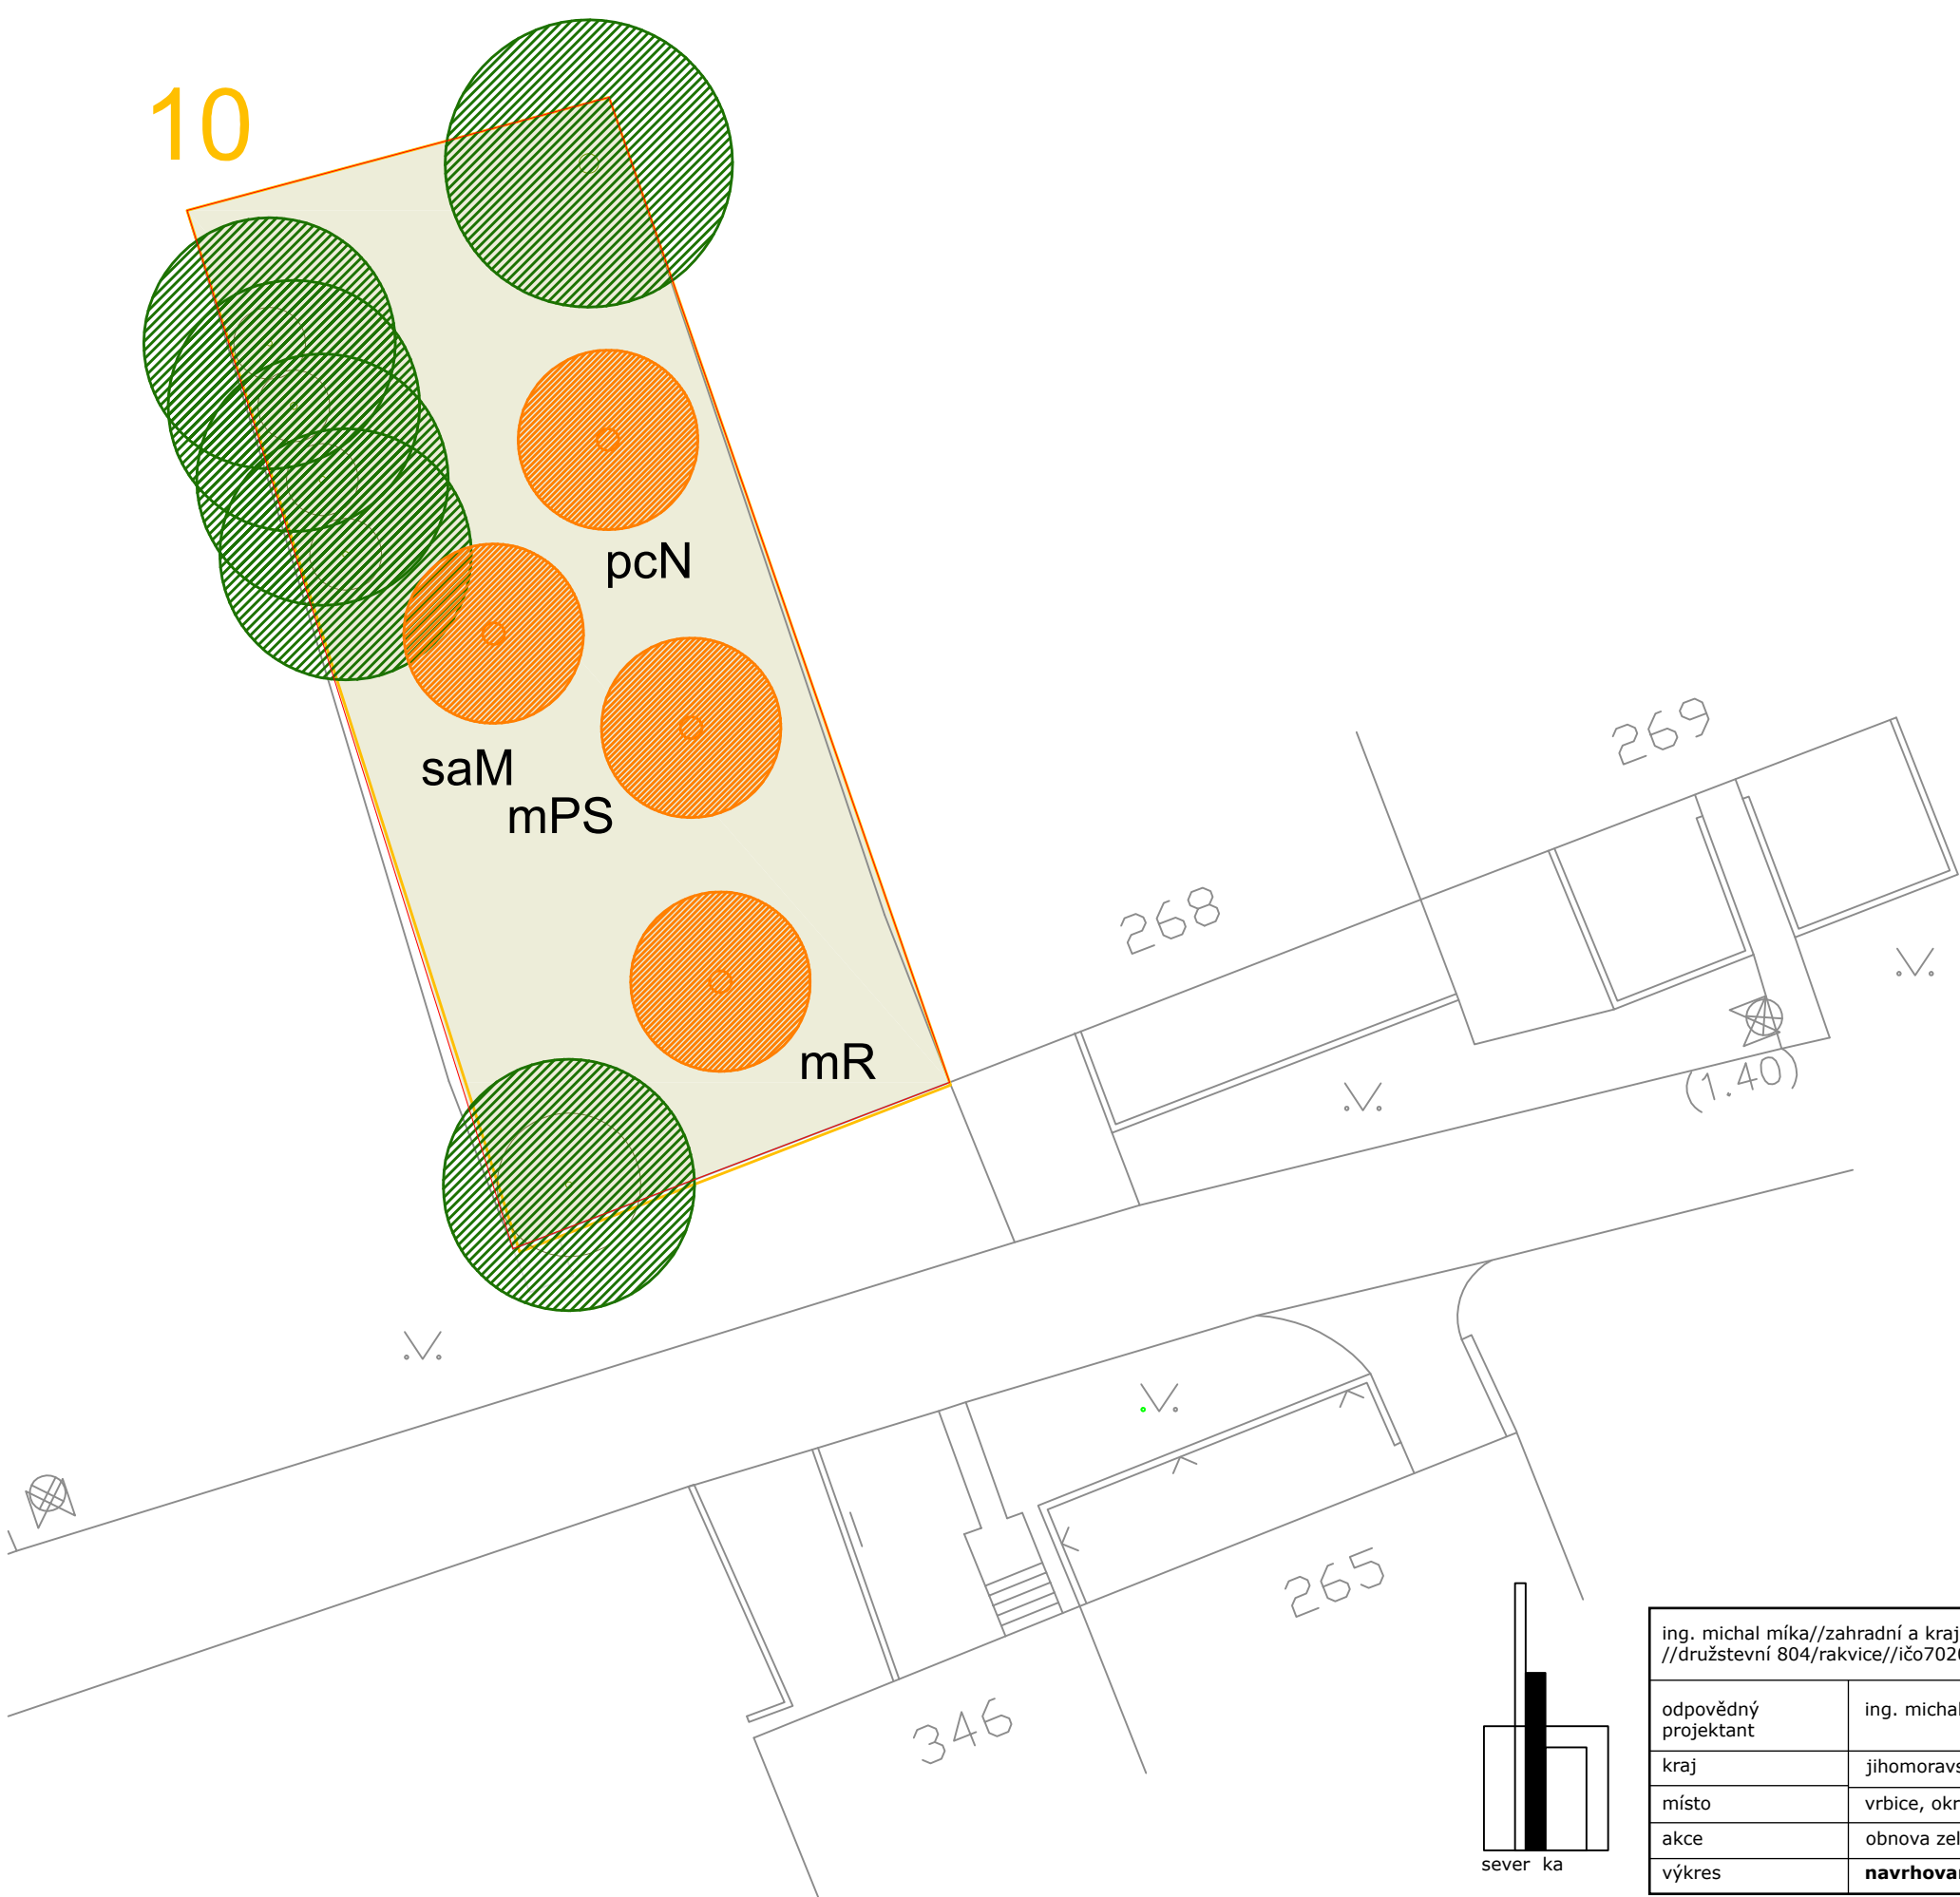 10
pcN
saM
mPS
mR
269
268
(1.40)
265
346
sever ka
ing. michal míka//zahradní a kraj
//družstevní 804/rakvice//ičo702
odpovědný
projektant
ing. michal
kraj
jihomoravs
místo
vrbice, okr
akce
obnova zel
výkres
navrhova